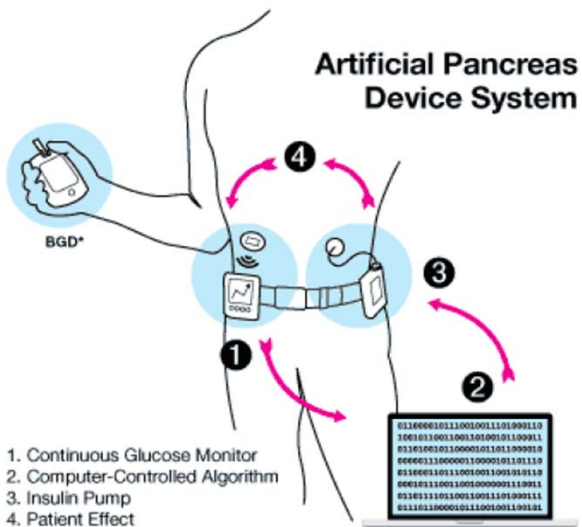 Artificial Pancreas
Device System
4
BGD*
3
1
2
1. Continuous Glucose Monitor
2. Computer-Controlled Algorithm
3. Insulin Pump
4. Patient Effect